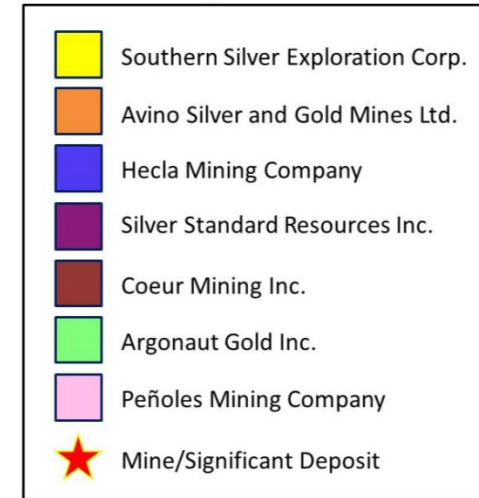 Southern Silver Exploration Corp.
Avino Silver and Gold Mines Ltd.
Hecla Mining Company
Silver Standard Resources Inc.
Coeur Mining Inc.
Argonaut Gold Inc.
Peñoles Mining Company
Mine/Significant Deposit